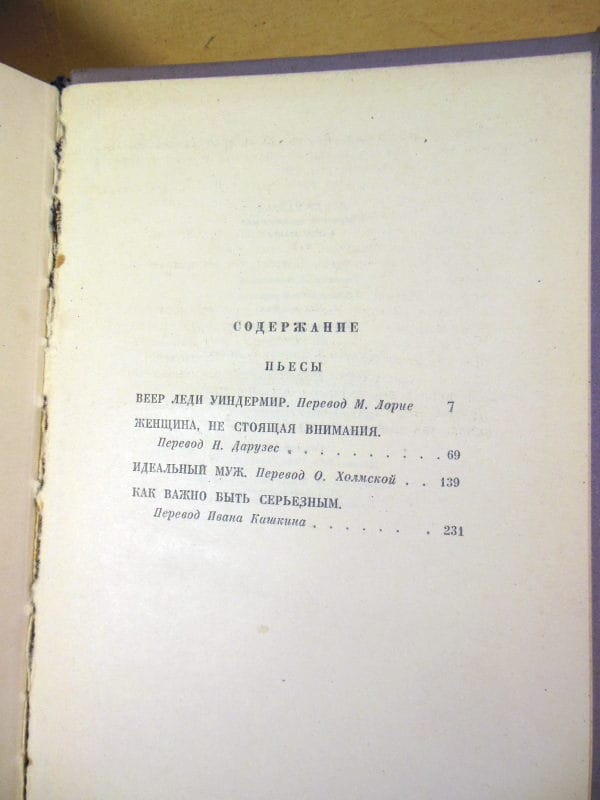 СОДЕРЖАНИЕ
ПЬЕСЫ
ВЕЕР ЛЕДИ УИНДЕРМИР. Перевод М. Лорие 7
ЖЕНЩИНА, НЕ СТОЯЩАЯ ВНИМАНИЯ.
Перевод Н. Дарузес . . . . . . . . . . . 69
ИДЕАЛЬНЫЙ МУЖ. Перевод О. Холмской . . 139
КАК ВАЖНО БЫТЬ СЕРЬЕЗНЫМ.
Перевод Ивана Кашкина . . . . . . . 231